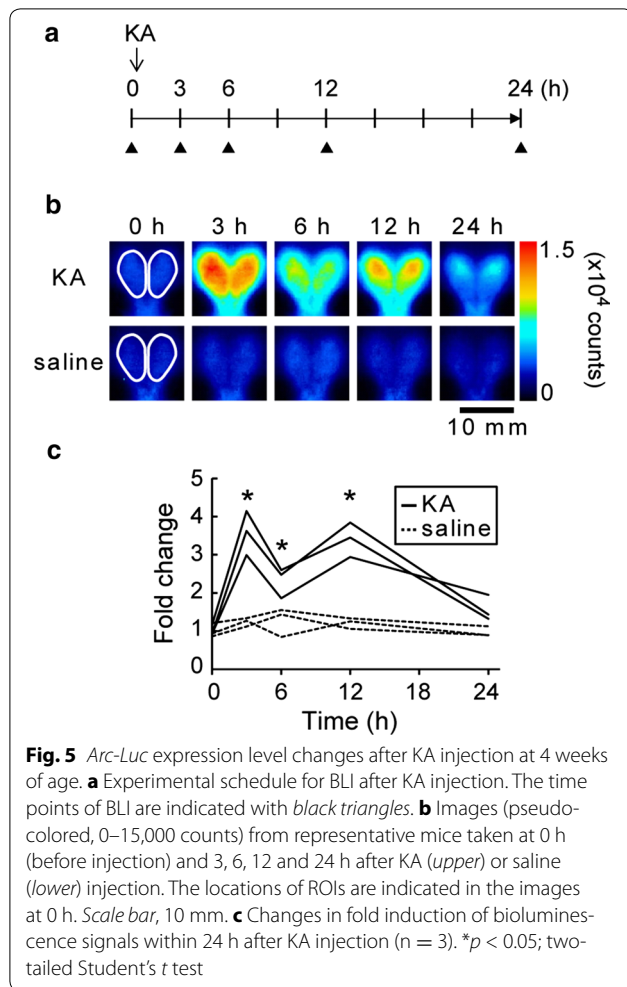 a
KA
0 3 6 12 24 (h)
b
0 h 3 h 6 h 12 h 24 h
KA
saline
1.5
0
(x10⁴ counts)
10 mm
c
5
4
3
2
1
0
Fold change
* * *
KA
saline
0 6 12 18 24
Time (h)
Fig. 5 Arc-Luc expression level changes after KA injection at 4 weeks
of age. a Experimental schedule for BLI after KA injection. The time
points of BLI are indicated with black triangles. b Images (pseudo-
colored, 0–15,000 counts) from representative mice taken at 0 h
(before injection) and 3, 6, 12 and 24 h after KA (upper) or saline
(lower) injection. The locations of ROIs are indicated in the images
at 0 h. Scale bar, 10 mm. c Changes in fold induction of biolumines-
cence signals within 24 h after KA injection (n = 3). *p < 0.05; two-
tailed Student's t test